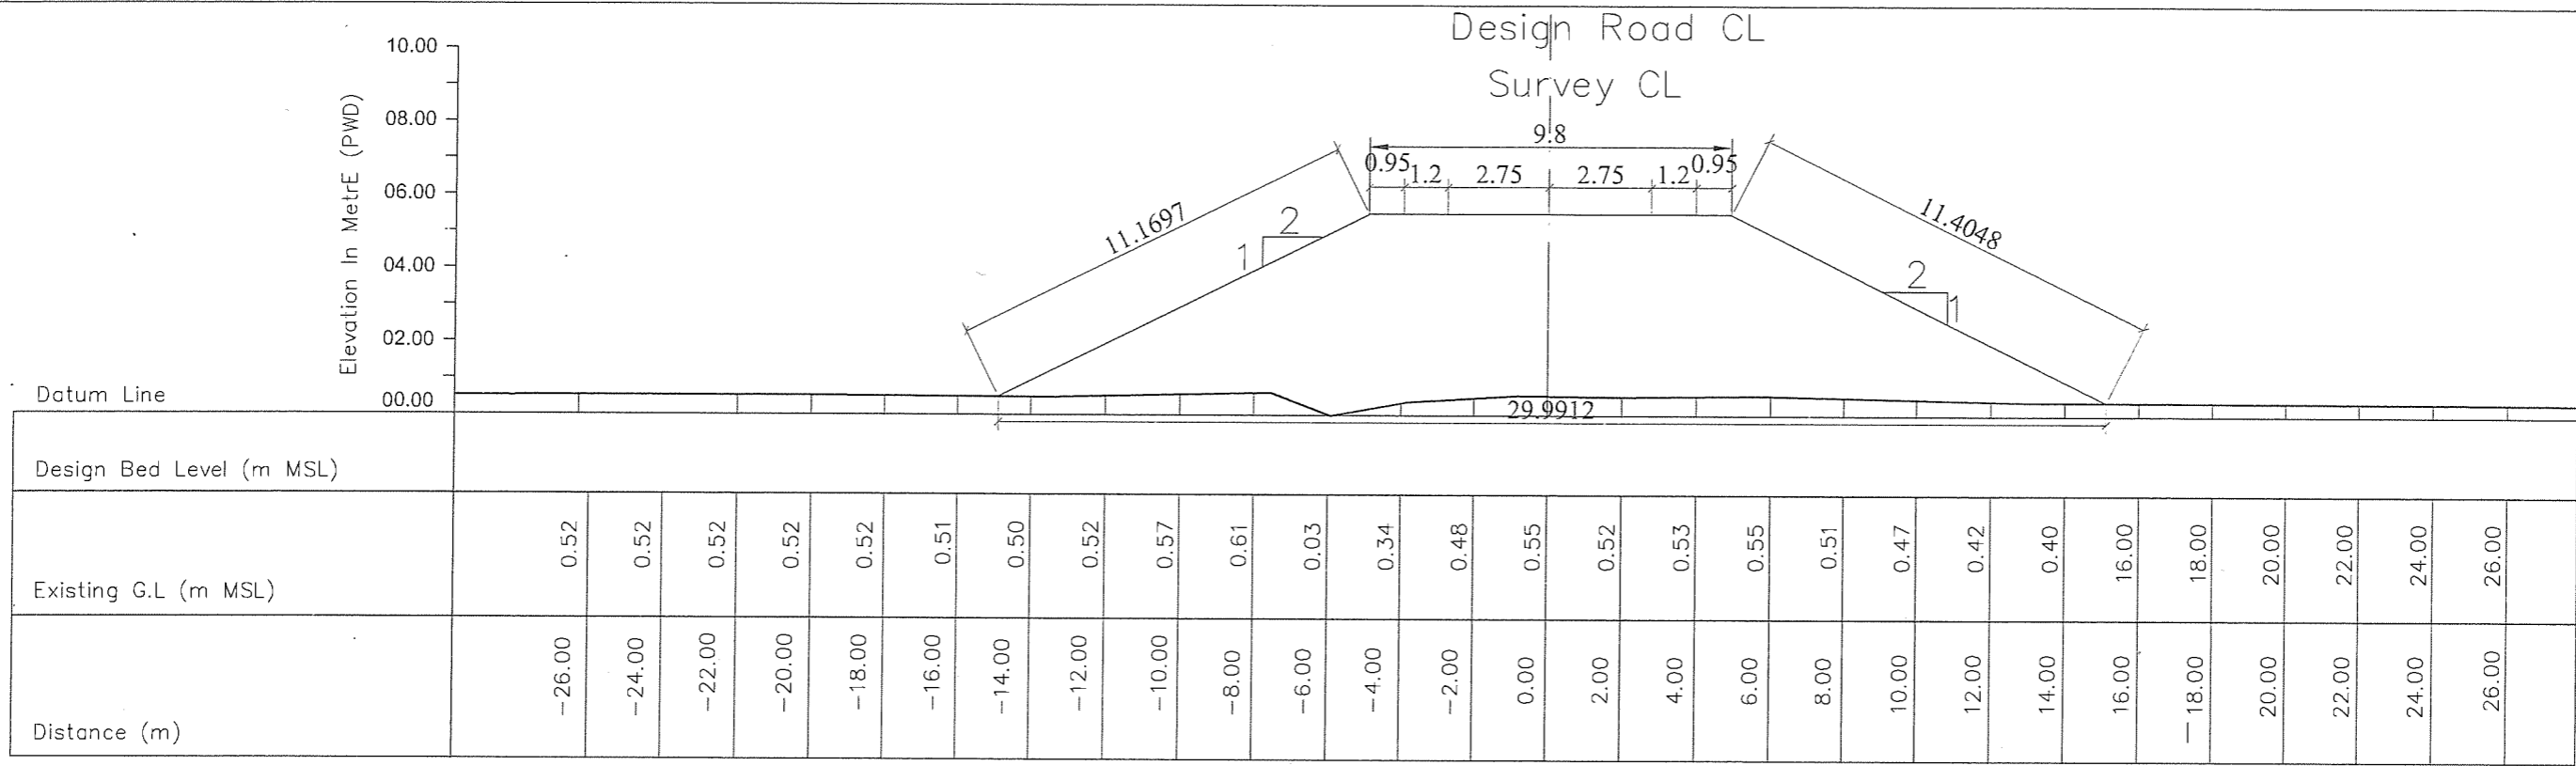 Design Road CL
Survey CL
10.00
08.00
06.00
04.00
02.00
00.00
Elevation In MetrE (PWD)
9.8
0.95 1.2 2.75 2.75 1.2 0.95
11.1697
2
1
11.4048
2
1
29.9912
Datum Line
Design Bed Level (m MSL)
Existing G.L (m MSL) 0.52 0.52 0.52 0.52 0.52 0.51 0.50 0.52 0.57 0.61 0.03 0.34 0.48 0.55 0.52 0.53 0.55 0.51 0.47 0.42 0.40 16.00 18.00 20.00 22.00 24.00 26.00
Distance (m) -26.00 -24.00 -22.00 -20.00 -18.00 -16.00 -14.00 -12.00 -10.00 -8.00 -6.00 -4.00 -2.00 0.00 2.00 4.00 6.00 8.00 10.00 12.00 14.00 16.00 -18.00 20.00 22.00 24.00 26.00